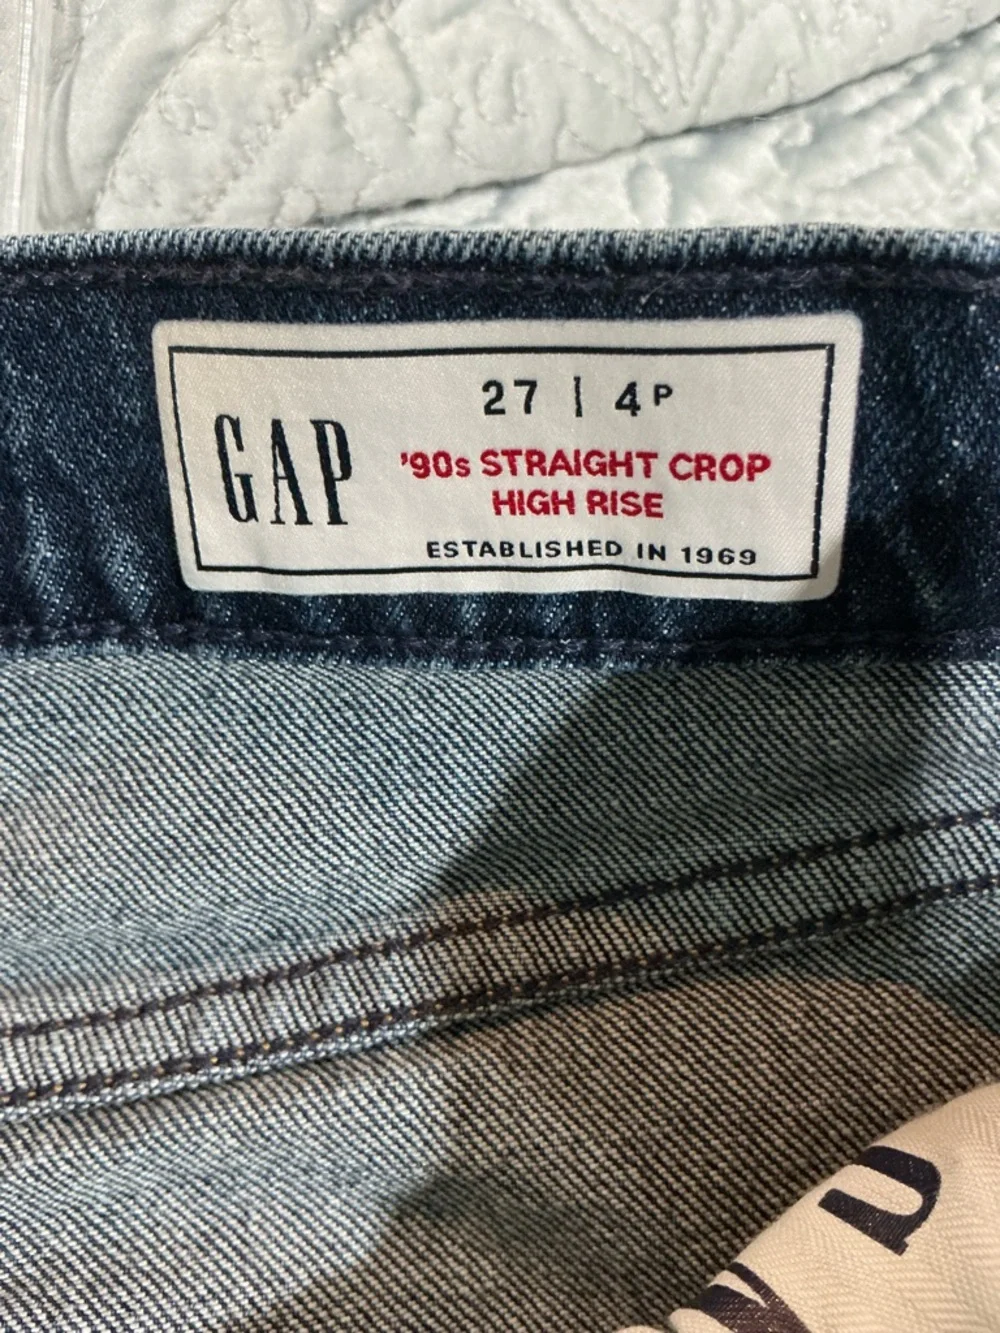 GAP
27 | 4P
'90s STRAIGHT CROP
HIGH RISE
ESTABLISHED IN 1969